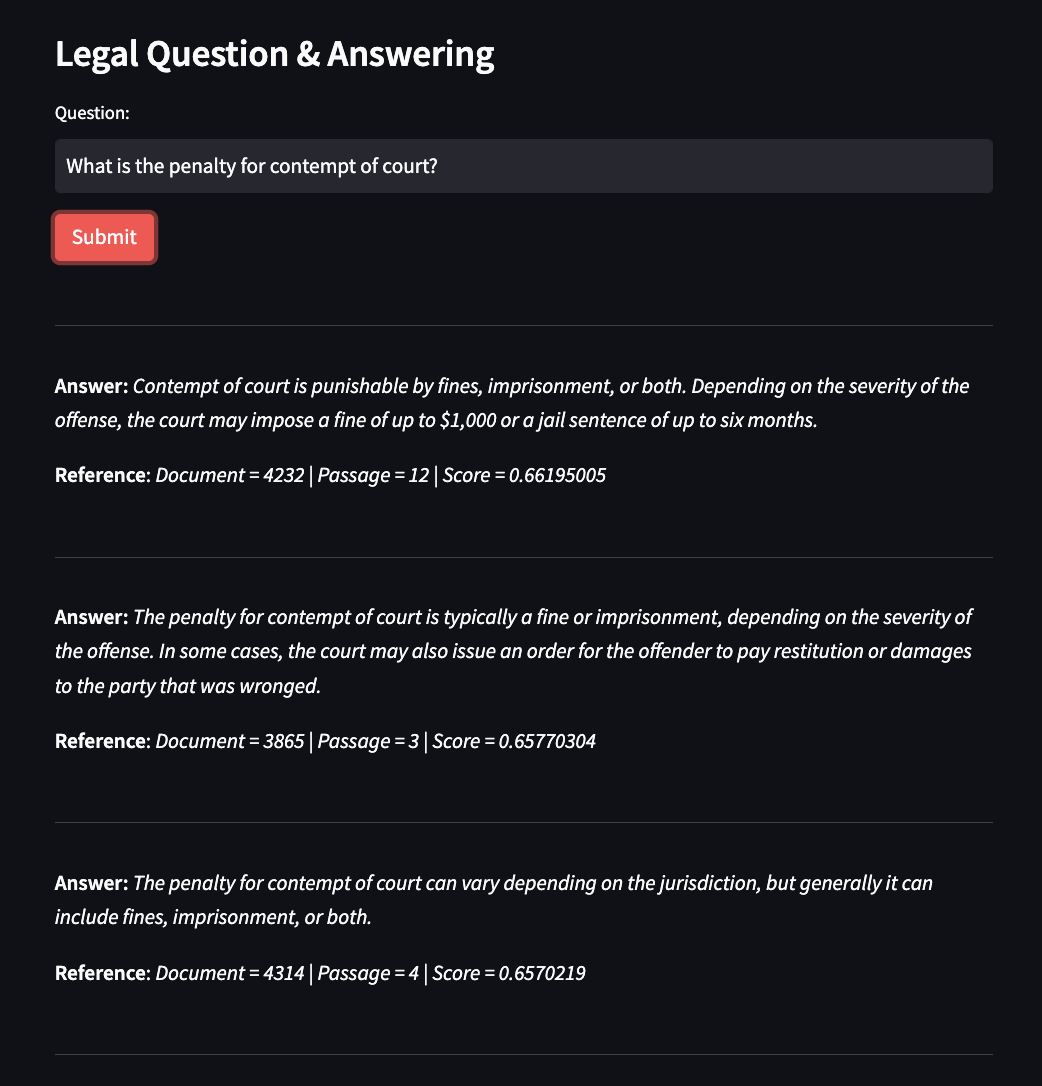 Legal Question & Answering
Question:
What is the penalty for contempt of court?
Submit
Answer: Contempt of court is punishable by fines, imprisonment, or both. Depending on the severity of the
offense, the court may impose a fine of up to $1,000 or a jail sentence of up to six months.
Reference: Document = 4232 | Passage = 12 | Score = 0.66195005
Answer: The penalty for contempt of court is typically a fine or imprisonment, depending on the severity of
the offense. In some cases, the court may also issue an order for the offender to pay restitution or damages
to the party that was wronged.
Reference: Document = 3865 | Passage = 3 | Score = 0.65770304
Answer: The penalty for contempt of court can vary depending on the jurisdiction, but generally it can
include fines, imprisonment, or both.
Reference: Document = 4314 | Passage = 4 | Score = 0.6570219